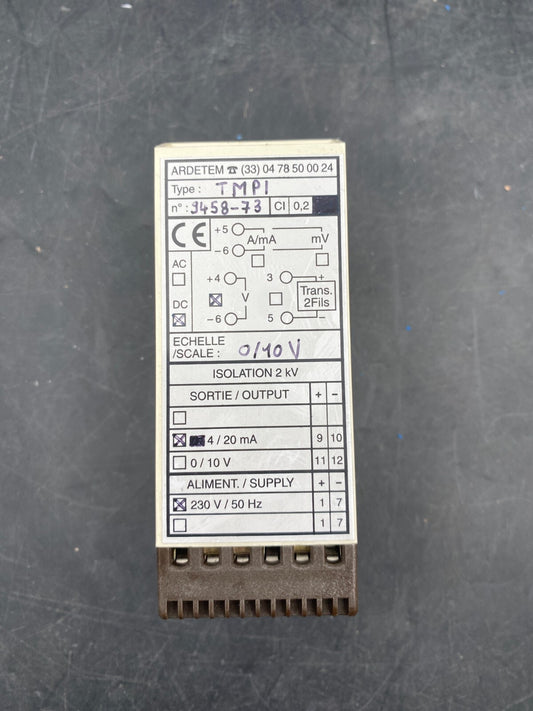 ARDETEM ☎ (33) 04 78 50 00 24
Type : TMPI
n° : 9458-73 CI 0,2
CE +5 A/mA mV
-6
AC +4 3 +
V Trans. 2Fils
DC -6 5 -
ECHELLE
/SCALE : 0/10 V
ISOLATION 2 kV
SORTIE / OUTPUT + -
4 / 20 mA 9 10
0 / 10 V 11 12
ALIMENT. / SUPPLY + -
230 V / 50 Hz 1 7
1 7